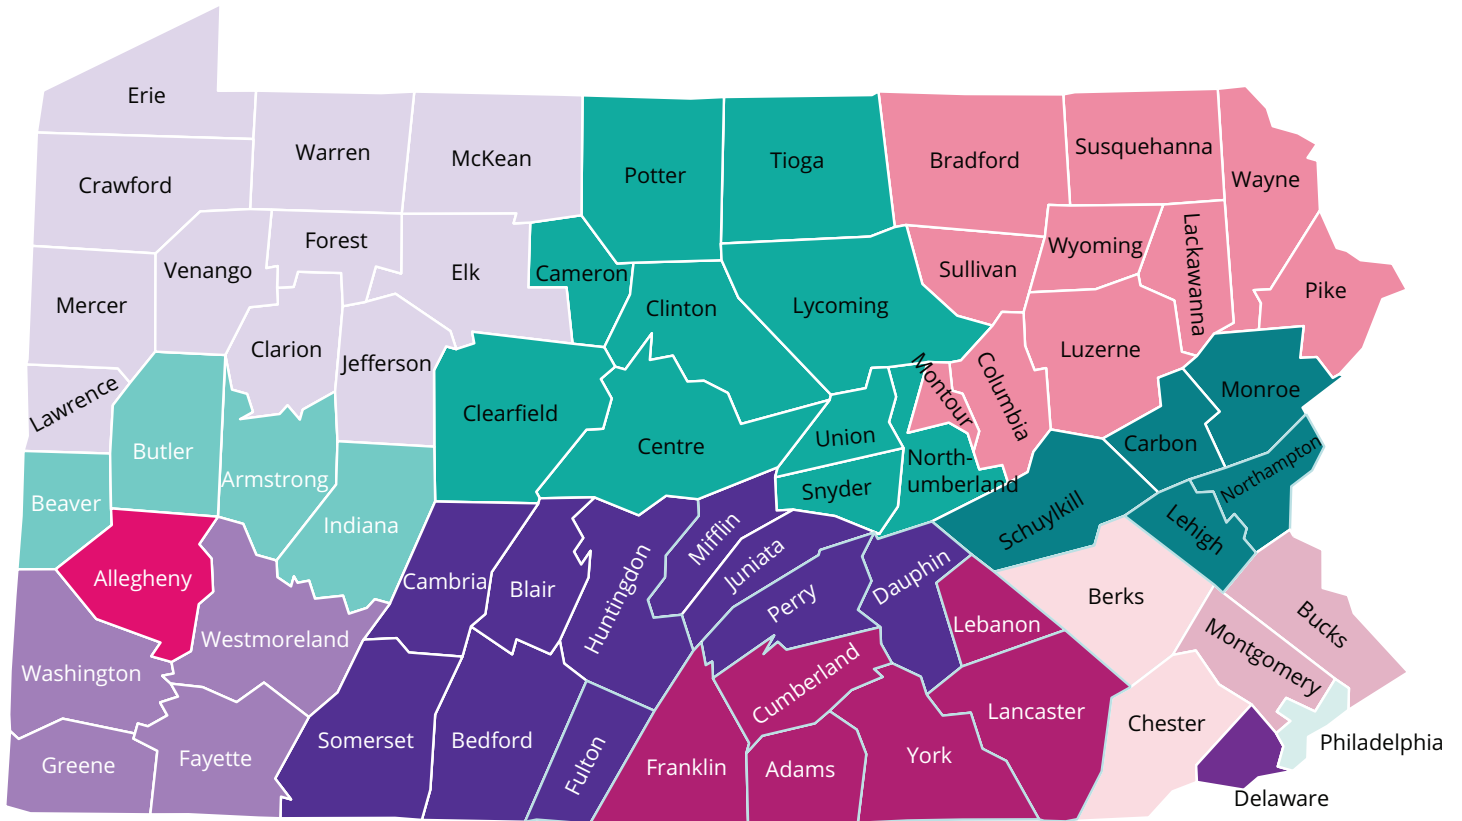 Erie
Warren
McKean
Potter
Tioga
Bradford
Susquehanna
Wayne
Crawford
Venango
Forest
Elk
Cameron
Clinton
Lycoming
Sullivan
Wyoming
Lackawanna
Pike
Mercer
Clarion
Jefferson
Luzerne
Lawrence
Clearfield
Centre
Union
Montour
Columbia
Monroe
Butler
Armstrong
Snyder
North-
umberland
Carbon
Northampton
Beaver
Indiana
Schuylkill
Lehigh
Allegheny
Cambria
Blair
Huntingdon
Mifflin
Juniata
Perry
Dauphin
Lebanon
Berks
Bucks
Westmoreland
Washington
Montgomery
Cumberland
Lancaster
Chester
Philadelphia
Greene
Fayette
Somerset
Bedford
Fulton
Franklin
Adams
York
Delaware